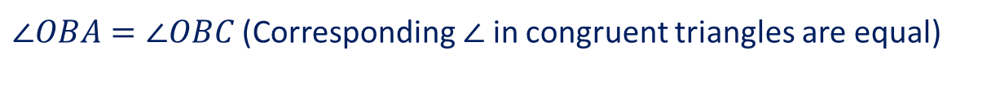 ∠OBA = ∠OBC (Corresponding ∠ in congruent triangles are equal)